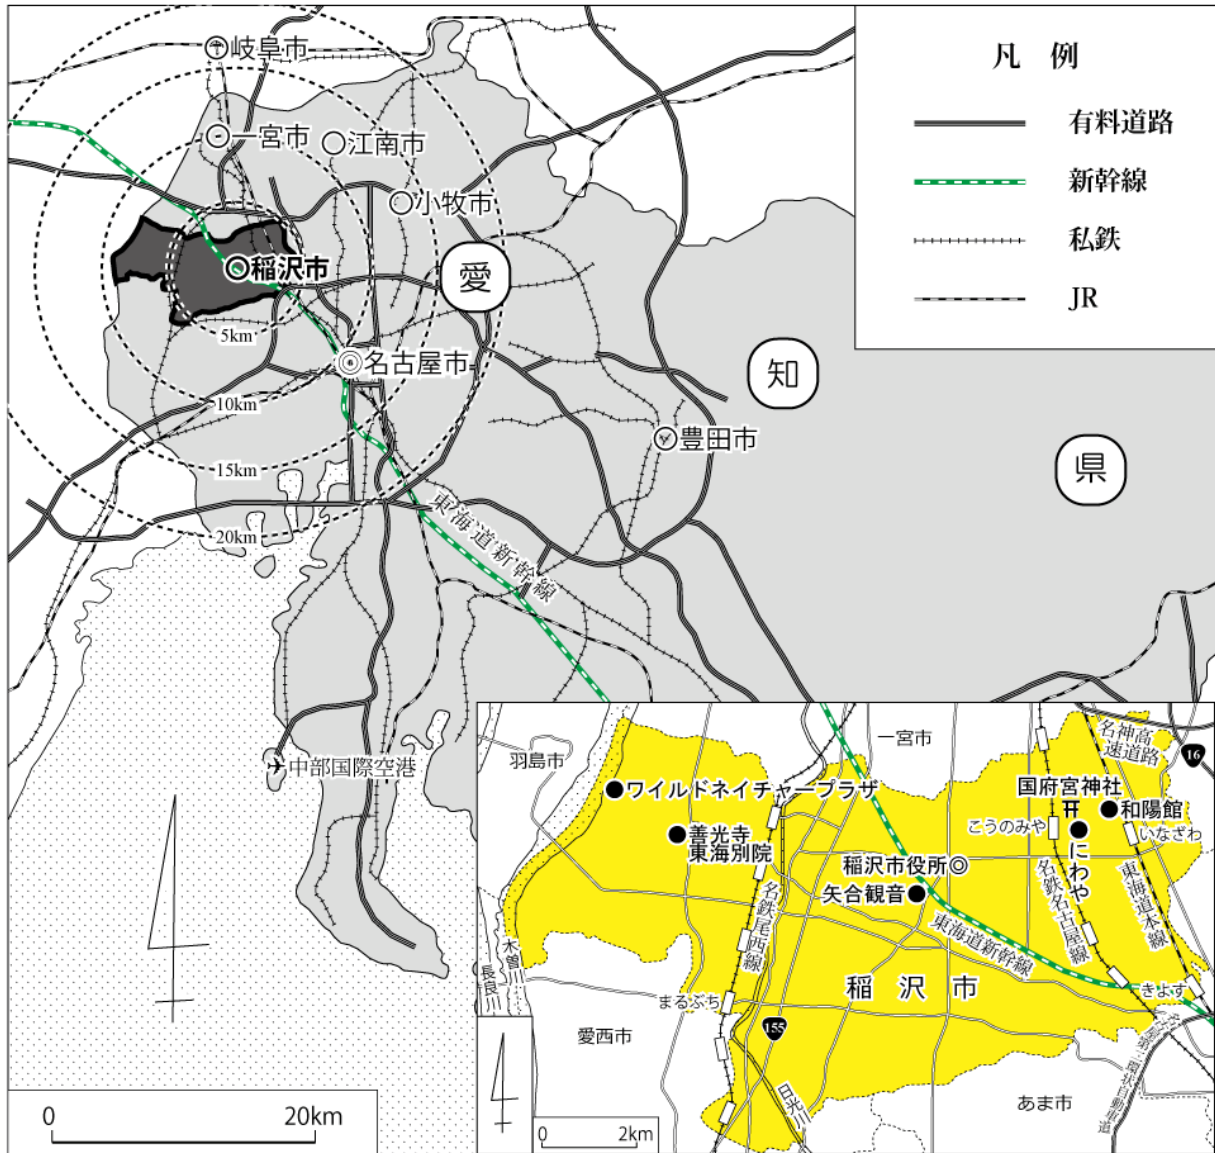 凡 例
有料道路
新幹線
私鉄
JR
岐阜市
一宮市
江南市
小牧市
稲沢市
愛
5km
名古屋市
知
10km
豊田市
県
15km
20km
東海道新幹線
中部国際空港
0 20km
一宮市
名神高
速道路
16
羽島市
ワイルドネイチャープラザ
国府宮神社
和陽館
こうのみや
いなざわ
善光寺
東海別院
にわや
稲沢市役所
矢合観音
名鉄尾西線
名鉄名古屋線
東海道本線
東海道新幹線
木曽川
長良川
稲 沢 市
きよす
まるぶち
155
愛西市
日光川
あま市
0 2km